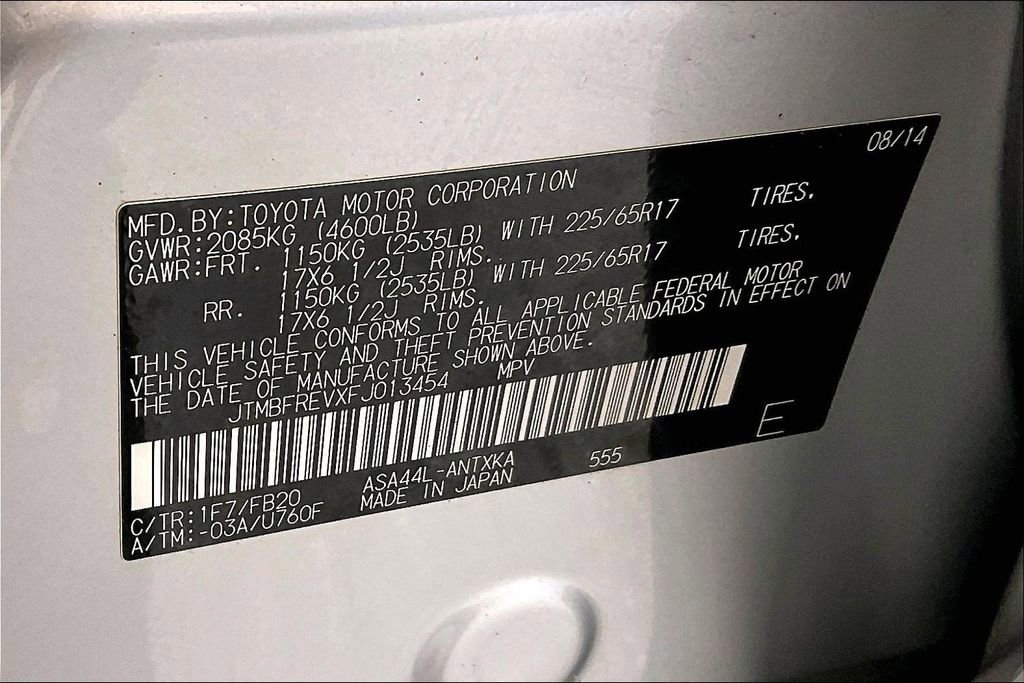 08/14
MFD. BY:TOYOTA MOTOR CORPORATION
GVWR:2085KG (4600LB)
GAWR:FRT. 1150KG (2535LB) WITH 225/65R17 TIRES.
17X6 1/2J RIMS.
RR. 1150KG (2535LB) WITH 225/65R17 TIRES.
17X6 1/2J RIMS.
THIS VEHICLE CONFORMS TO ALL APPLICABLE FEDERAL MOTOR
VEHICLE SAFETY AND THEFT PREVENTION STANDARDS IN EFFECT ON
THE DATE OF MANUFACTURE SHOWN ABOVE.
JTMBFREVXFJ013454 MPV
E
C/TR:1F7/FB20 ASA44L-ANTXKA 555
A/TM:-03A/U760F MADE IN JAPAN